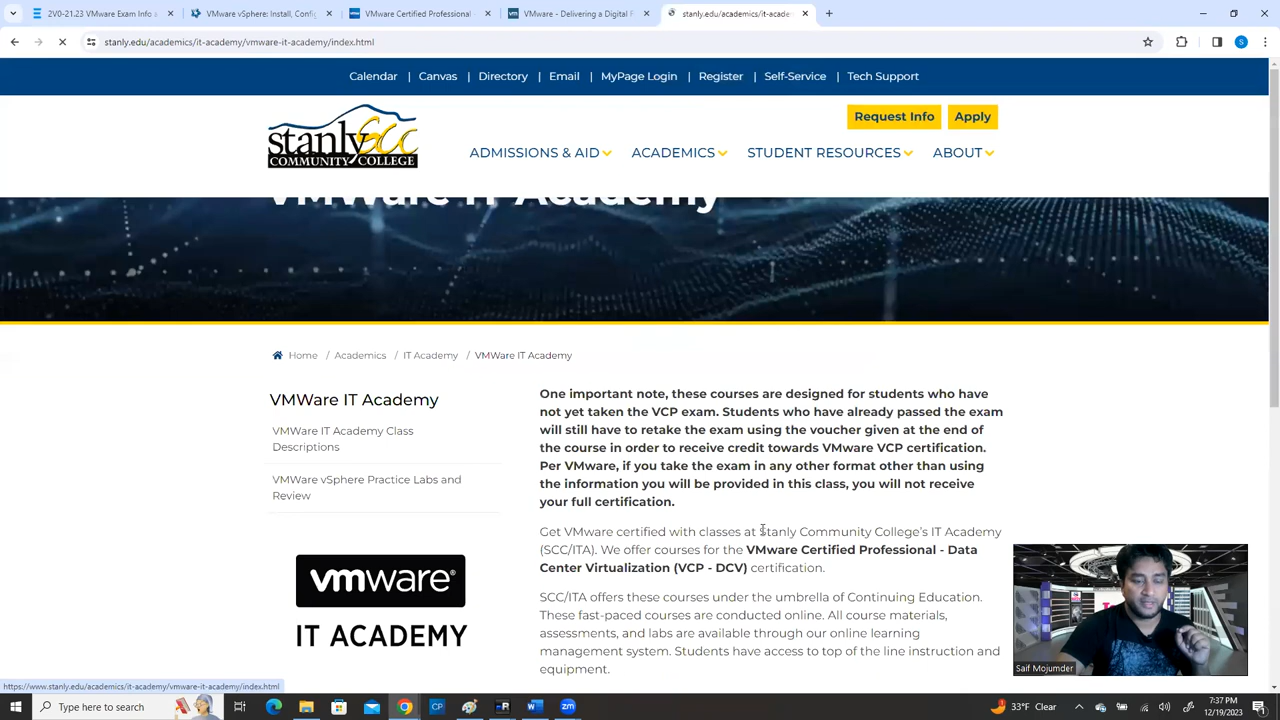 2V0-21.23 VMware Exam Info a
VMware vSphere: Install, Config
VMware Certified Professional
VMware - Delivering a Digital F
stanly.edu/academics/it-acade
stanly.edu/academics/it-academy/vmware-it-academy/index.html
Calendar | Canvas | Directory | Email | MyPage Login | Register | Self-Service | Tech Support
Request Info
Apply
stanly SCC
COMMUNITY COLLEGE
ADMISSIONS & AID
ACADEMICS
STUDENT RESOURCES
ABOUT
VMWare IT Academy
Home / Academics / IT Academy / VMWare IT Academy
VMWare IT Academy
VMWare IT Academy Class
Descriptions
VMWare vSphere Practice Labs and
Review
vmware®
IT ACADEMY
One important note, these courses are designed for students who have
not yet taken the VCP exam. Students who have already passed the exam
will still have to retake the exam using the voucher given at the end of
the course in order to receive credit towards VMware VCP certification.
Per VMware, if you take the exam in any other format other than using
the information you will be provided in this class, you will not receive
your full certification.
Get VMware certified with classes at Stanly Community College's IT Academy
(SCC/ITA). We offer courses for the VMware Certified Professional - Data
Center Virtualization (VCP - DCV) certification.
SCC/ITA offers these courses under the umbrella of Continuing Education.
These fast-paced courses are conducted online. All course materials,
assessments, and labs are available through our online learning
management system. Students have access to top of the line instruction and
equipment.
Saif Mojumder
https://www.stanly.edu/academics/it-academy/vmware-it-academy/index.html
Type here to search
33°F Clear
7:37 PM
12/19/2023